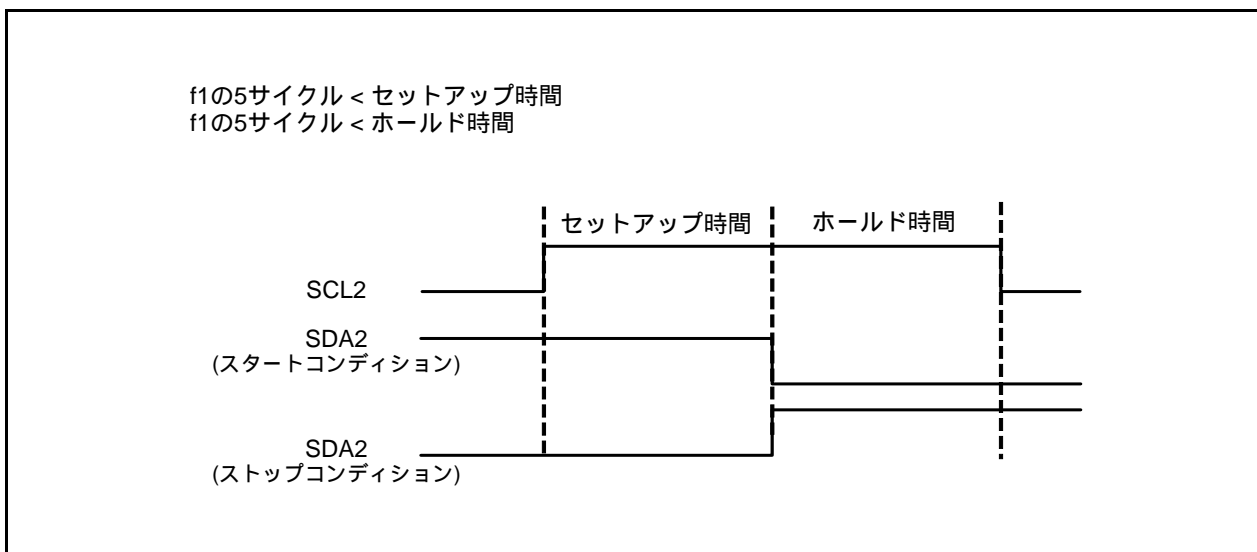 f1の5サイクル < セットアップ時間
f1の5サイクル < ホールド時間
セットアップ時間 ホールド時間
SCL2
SDA2
(スタートコンディション)
SDA2
(ストップコンディション)